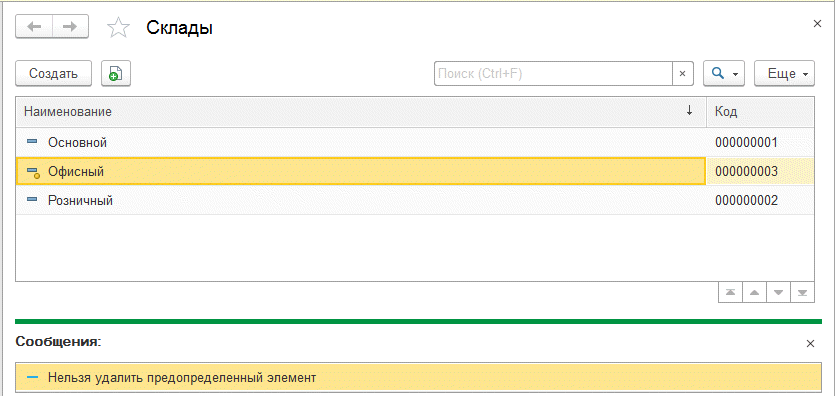 Склады
Создать Поиск (Ctrl+F) × Еще
Наименование ↓ Код
Основной 000000001
Офисный 000000003
Розничный 000000002
Сообщения:
Нельзя удалить предопределенный элемент